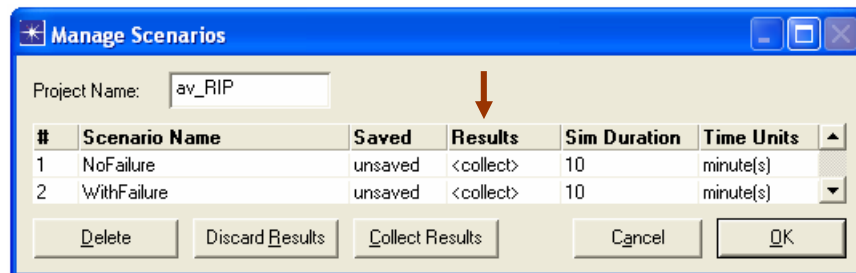 Manage Scenarios
Project Name: av_RIP
# Scenario Name Saved Results Sim Duration Time Units
1 NoFailure unsaved <collect> 10 minute(s)
2 WithFailure unsaved <collect> 10 minute(s)
Delete Discard Results Collect Results Cancel OK